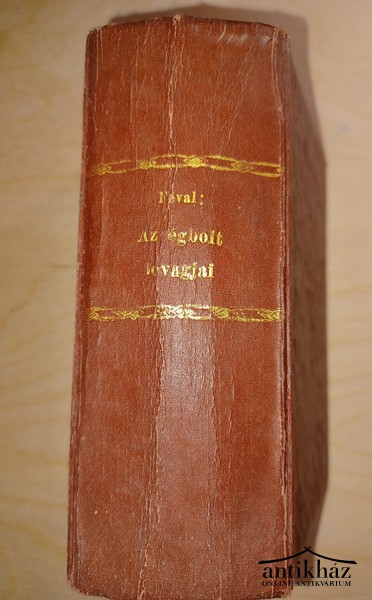 Féval:
Az égbolt
lovagjai
antikház
ONLINE ANTIKVÁRIUM